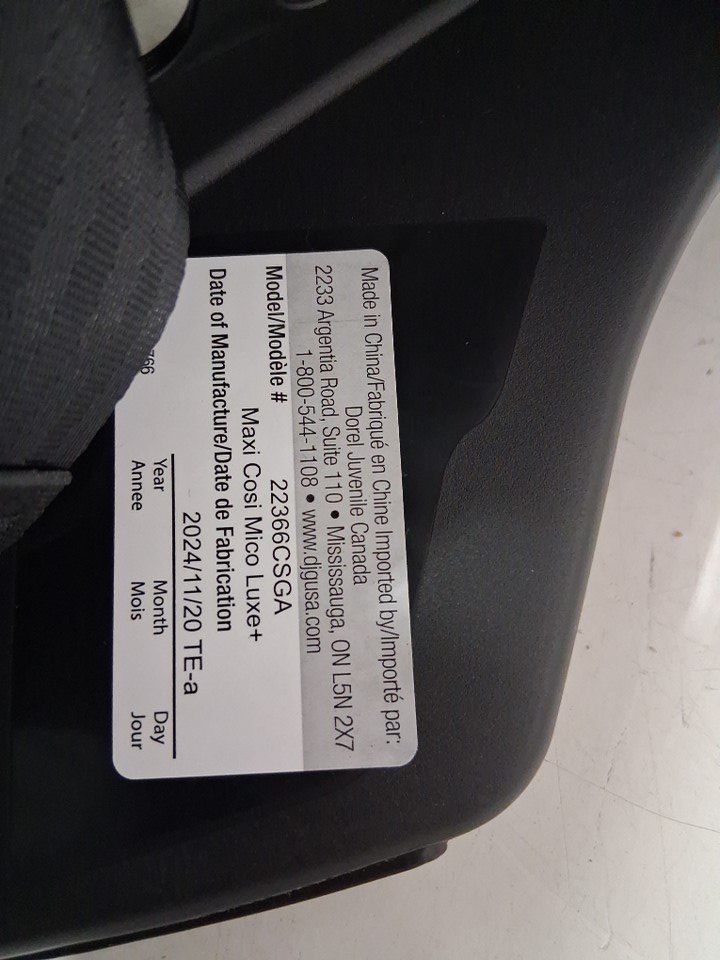 Made in China/Fabriqué en Chine Imported by/Importé par:
Dorel Juvenile Canada
2233 Argentia Road, Suite 110 • Mississauga, ON L5N 2X7
1-800-544-1108 • www.djgusa.com
Model/Modèle # 22366CSGA
Maxi Cosi Mico Luxe+
Date of Manufacture/Date de Fabrication
2024/11/20 TE-a
Year Month Day
Annee Mois Jour